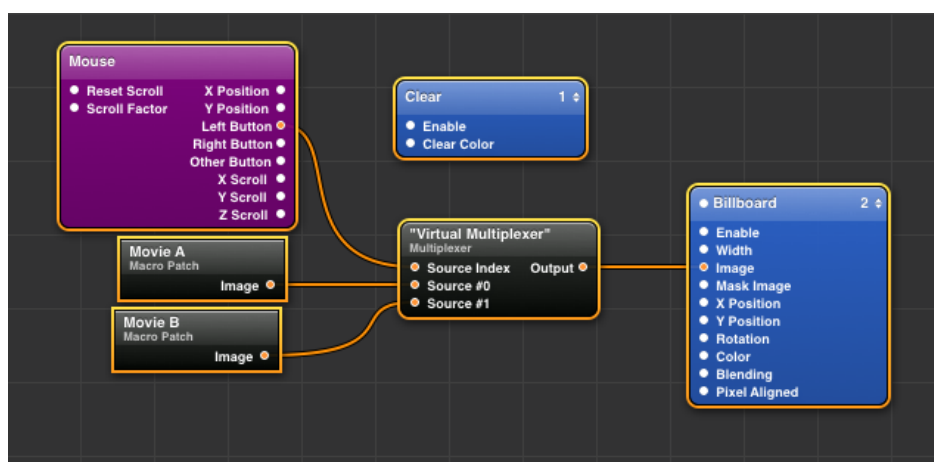 Mouse
Reset Scroll X Position
Scroll Factor Y Position
Left Button
Right Button
Other Button
X Scroll
Y Scroll
Z Scroll
Clear 1
Enable
Clear Color
Movie A
Macro Patch
Image
Movie B
Macro Patch
Image
"Virtual Multiplexer"
Multiplexer
Source Index Output
Source #0
Source #1
Billboard 2
Enable
Width
Image
Mask Image
X Position
Y Position
Rotation
Color
Blending
Pixel Aligned